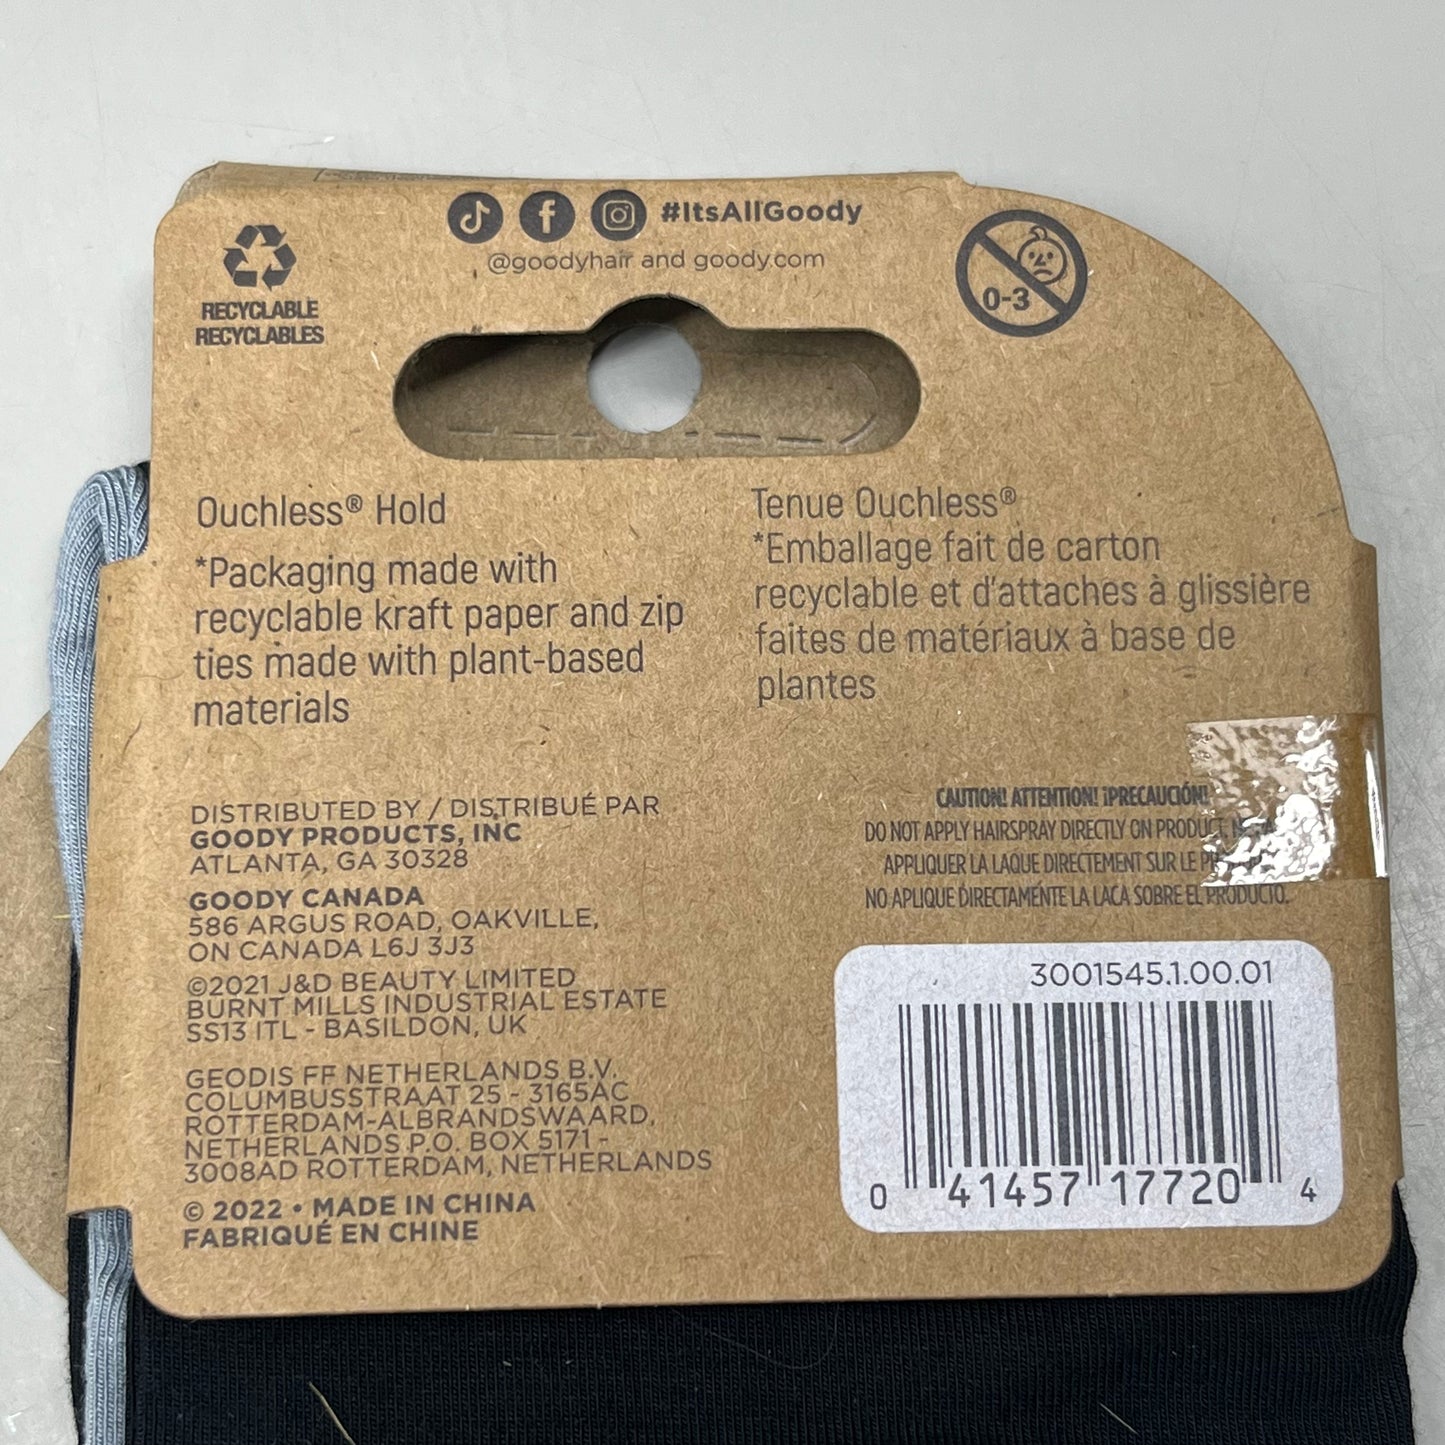 #ItsAllGoody
@goodyhair and goody.com
RECYCLABLE
RECYCLABLES
0-3
Ouchless® Hold
*Packaging made with
recyclable kraft paper and zip
ties made with plant-based
materials
Tenue Ouchless®
*Emballage fait de carton
recyclable et d'attaches à glissière
faites de matériaux à base de
plantes
DISTRIBUTED BY / DISTRIBUÉ PAR
GOODY PRODUCTS, INC
ATLANTA, GA 30328
GOODY CANADA
586 ARGUS ROAD, OAKVILLE,
ON CANADA L6J 3J3
©2021 J&D BEAUTY LIMITED
BURNT MILLS INDUSTRIAL ESTATE
SS13 ITL - BASILDON, UK
GEODIS FF NETHERLANDS B.V.
COLUMBUSSTRAAT 25 - 3165AC
ROTTERDAM-ALBRANDSWAARD,
NETHERLANDS P.O. BOX 5171 -
3008AD ROTTERDAM, NETHERLANDS
© 2022 • MADE IN CHINA
FABRIQUÉ EN CHINE
CAUTION! ATTENTION! ¡PRECAUCIÓN!
DO NOT APPLY HAIRSPRAY DIRECTLY ON PRODUCT.
APPLIQUER LA LAQUE DIRECTEMENT SUR LE
NO APLIQUE DIRECTAMENTE LA LACA SOBRE EL PRODUCTO.
3001545.1.00.01
0 41457 17720 4